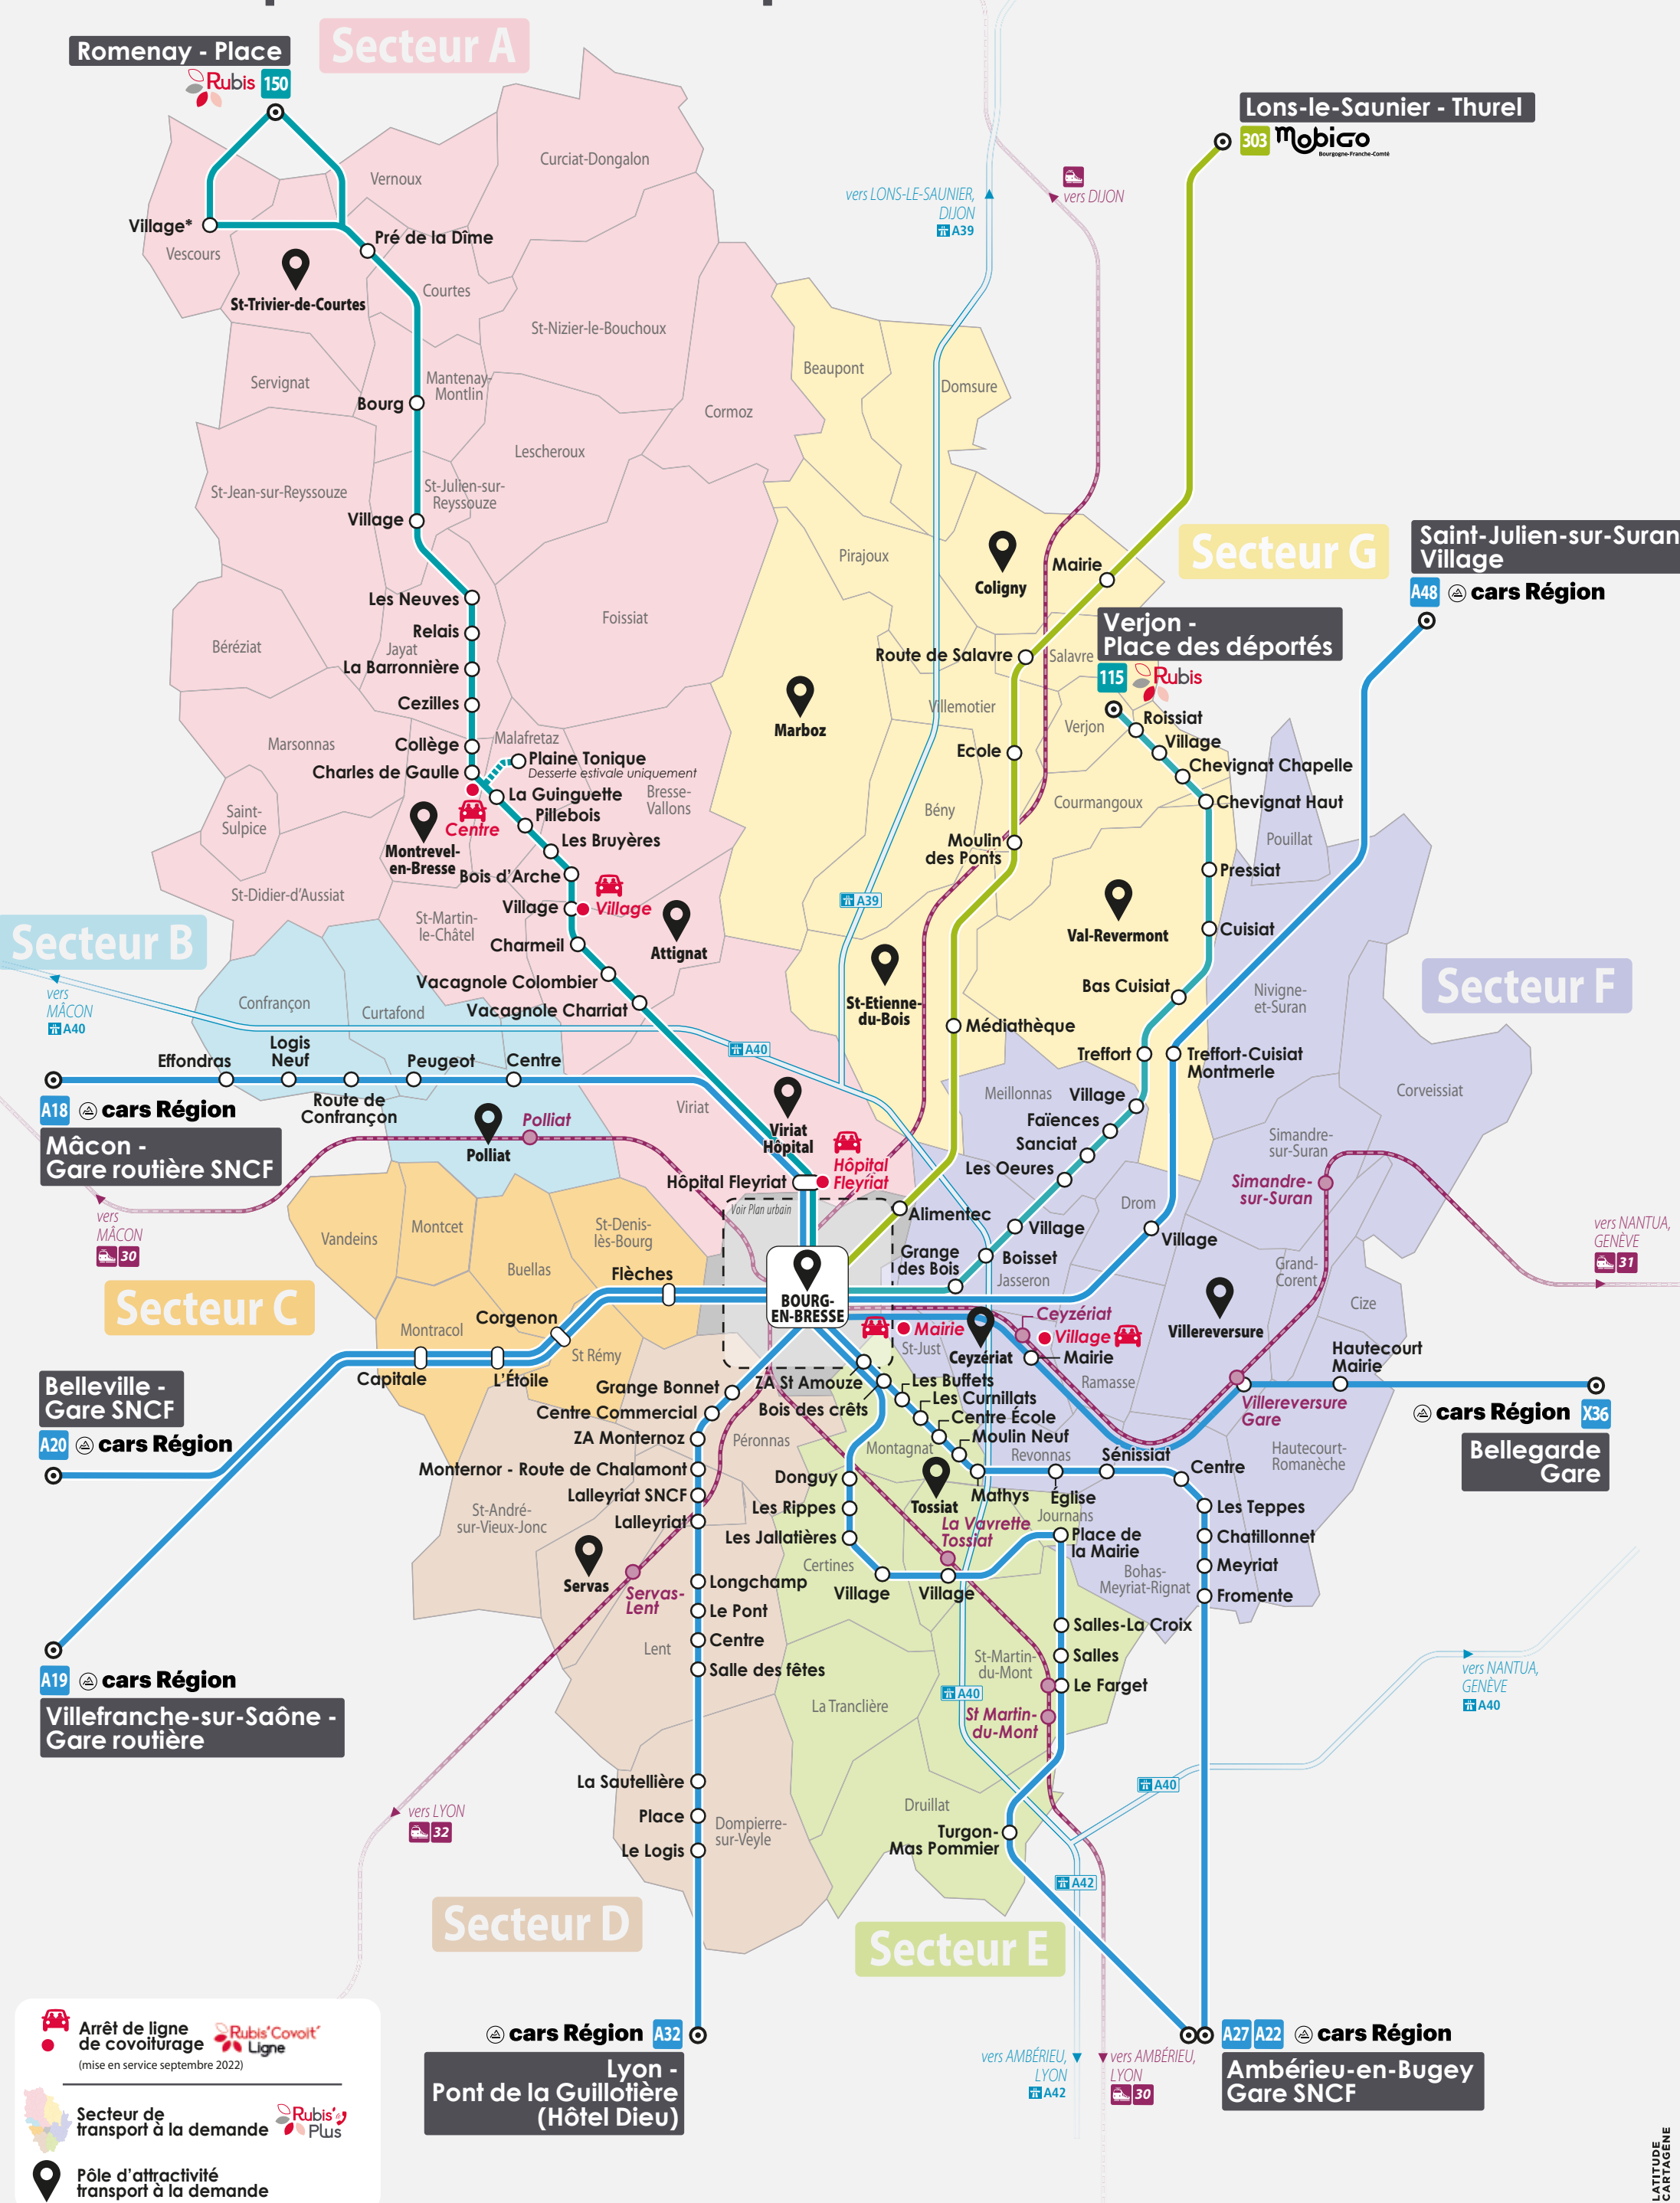 Secteur A
Romenay - Place
Rubis 150
Lons-le-Saunier - Thurel
303 mobiGo
Bourgogne-Franche-Comté
Curciat-Dongalon
Vernoux
vers LONS-LE-SAUNIER,
DIJON
A39
vers DIJON
Village*
Vescours
Pré de la Dîme
St-Trivier-de-Courtes
Courtes
St-Nizier-le-Bouchoux
Servignat
Mantenay-
Montlin
Bourg
Cormoz
Beaupont
Domsure
Lescheroux
St-Jean-sur-Reyssouze
St-Julien-sur-
Reyssouze
Village
Pirajoux
Coligny
Mairie
Secteur G
Saint-Julien-sur-Suran
Village
A48 cars Région
Les Neuves
Relais
Jayat
La Barronnière
Cezilles
Foissiat
Béréziat
Route de Salavre
Salavre
Verjon -
Place des déportés
115 Rubis
Marboz
Villemotier
Verjon
Roissiat
Village
Chevignat Chapelle
Chevignat Haut
Marsonnas
Collège
Malafretaz
Charles de Gaulle
Plaine Tonique
Desserte estivale uniquement
La Guinguette
Bresse-
Vallons
Pillebois
Centre
Les Bruyères
Saint-
Sulpice
Montrevel-
en-Bresse
Bois d'Arche
Ecole
Bény
Courmangoux
Moulin
des Ponts
Pouillat
Pressiat
St-Didier-d'Aussiat
St-Martin-
le-Châtel
Village
Village
Attignat
Charmeil
A39
Val-Revermont
Cuisiat
Secteur B
Vacagnole Colombier
Vacagnole Charriat
St-Etienne-
du-Bois
Bas Cuisiat
Nivigne-
et-Suran
Secteur F
vers
MÂCON
A40
Confrançon
Curtafond
Médiathèque
A40
Treffort
Treffort-Cuisiat
Montmerle
Effondras
Logis
Neuf
Peugeot
Centre
Route de
Confrançon
A18 cars Région
Mâcon -
Gare routière SNCF
Polliat
Polliat
Viriat
Viriat
Hôpital
Hôpital Fleyriat
Hôpital
Fleyriat
Meillonnas
Village
Faïences
Sanciat
Les Oeures
Corveissiat
Simandre-
sur-Suran
Simandre-
sur-Suran
Drom
Village
vers
MÂCON
30
Vandeins
Montcet
St-Denis-
lès-Bourg
Buellas
Voir Plan urbain
Alimentec
Village
Grange
des Bois
Boisset
Jasseron
Grand-
Corent
Cize
vers NANTUA,
GENÈVE
31
Secteur C
Flèches
Corgenon
BOURG-
EN-BRESSE
Montracol
St Rémy
Capitale
L'Étoile
Mairie
St-Just
Ceyzériat
Ceyzériat
Village
Mairie
Villereversure
Ramasse
Hautecourt
Mairie
Villereversure
Gare
cars Région X36
Bellegarde
Gare
Belleville -
Gare SNCF
A20 cars Région
Grange Bonnet
Centre Commercial
ZA Monternoz
Péronnas
Monternor - Route de Chalamont
Lalleyriat SNCF
Lalleyriat
ZA St Amouze
Bois des crêts
Les Buffets
Les Curnillats
Centre École
Moulin Neuf
Montagnat
Revonnas
Mathys
Église
Sénissiat
Centre
Hautecourt-
Romanèche
Les Teppes
Chatillonnet
Meyriat
Fromente
Donguy
Les Rippes
Les Jallatières
Tossiat
La Vavrette
Tossiat
Journans
Place de
la Mairie
Certines
Village
Village
Bohas-
Meyriat-Rignat
St-André-
sur-Vieux-Jonc
Servas
Servas-
Lent
Longchamp
Le Pont
Centre
Salle des fêtes
Lent
A19 cars Région
Villefranche-sur-Saône -
Gare routière
Salles-La Croix
Salles
Le Farget
St-Martin-
du-Mont
St Martin-
du-Mont
A40
La Tranclière
vers NANTUA,
GENÈVE
A40
A40
La Sautellière
Place
Le Logis
Dompierre-
sur-Veyle
vers LYON
32
Druillat
Turgon-
Mas Pommier
A42
Secteur D
Secteur E
cars Région A32
Lyon -
Pont de la Guillotière
(Hôtel Dieu)
vers AMBÉRIEU,
LYON
A42
vers AMBÉRIEU,
LYON
30
A27 A22 cars Région
Ambérieu-en-Bugey
Gare SNCF
Arrêt de ligne
de covoiturage
(mise en service septembre 2022)
Rubis'Covoit'
Ligne
Secteur de
transport à la demande
Rubis'
Plus
Pôle d'attractivité
transport à la demande
LATITUDE
CARTAGÈNE